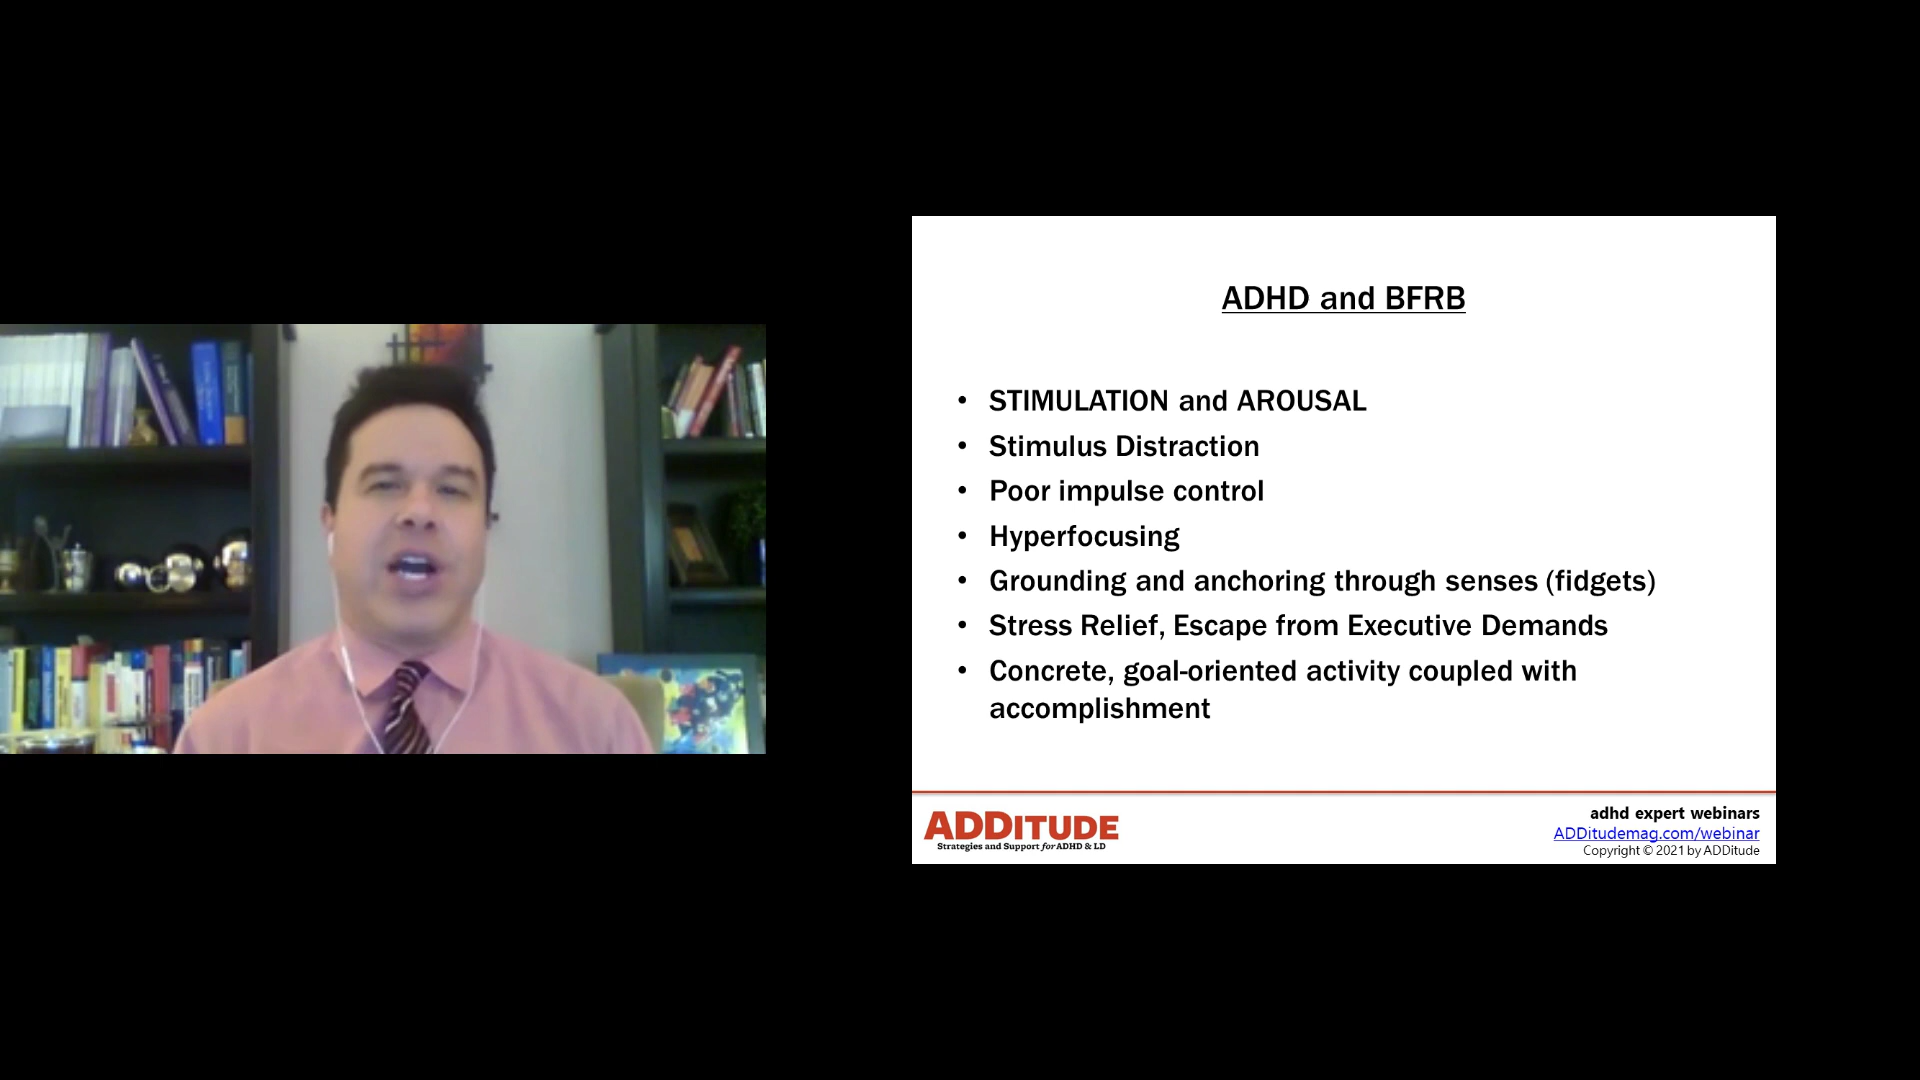 ADHD and BFRB
• STIMULATION and AROUSAL
• Stimulus Distraction
• Poor impulse control
• Hyperfocusing
• Grounding and anchoring through senses (fidgets)
• Stress Relief, Escape from Executive Demands
• Concrete, goal-oriented activity coupled with
accomplishment
ADDITUDE
Strategies and Support for ADHD & LD
adhd expert webinars
ADDitudemag.com/webinar
Copyright © 2021 by ADDitude